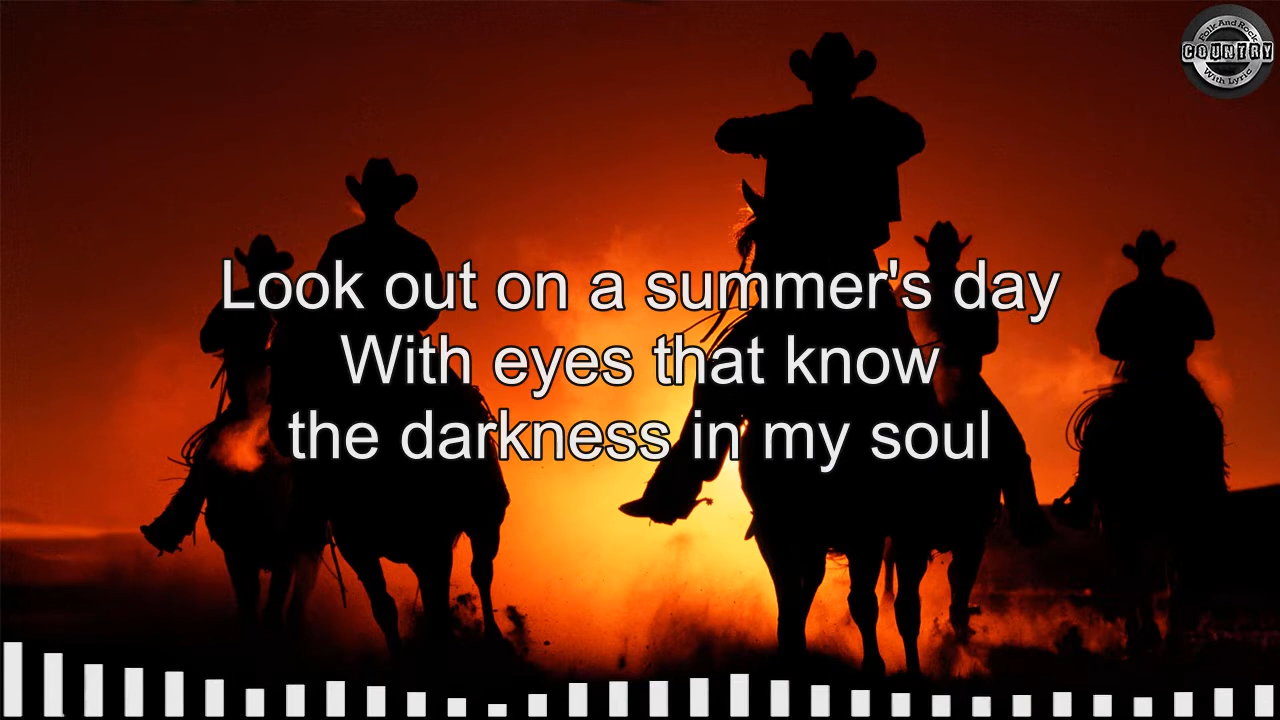 Folk And Rock
COUNTRY
With Lyric
Look out on a summer's day
With eyes that know
the darkness in my soul